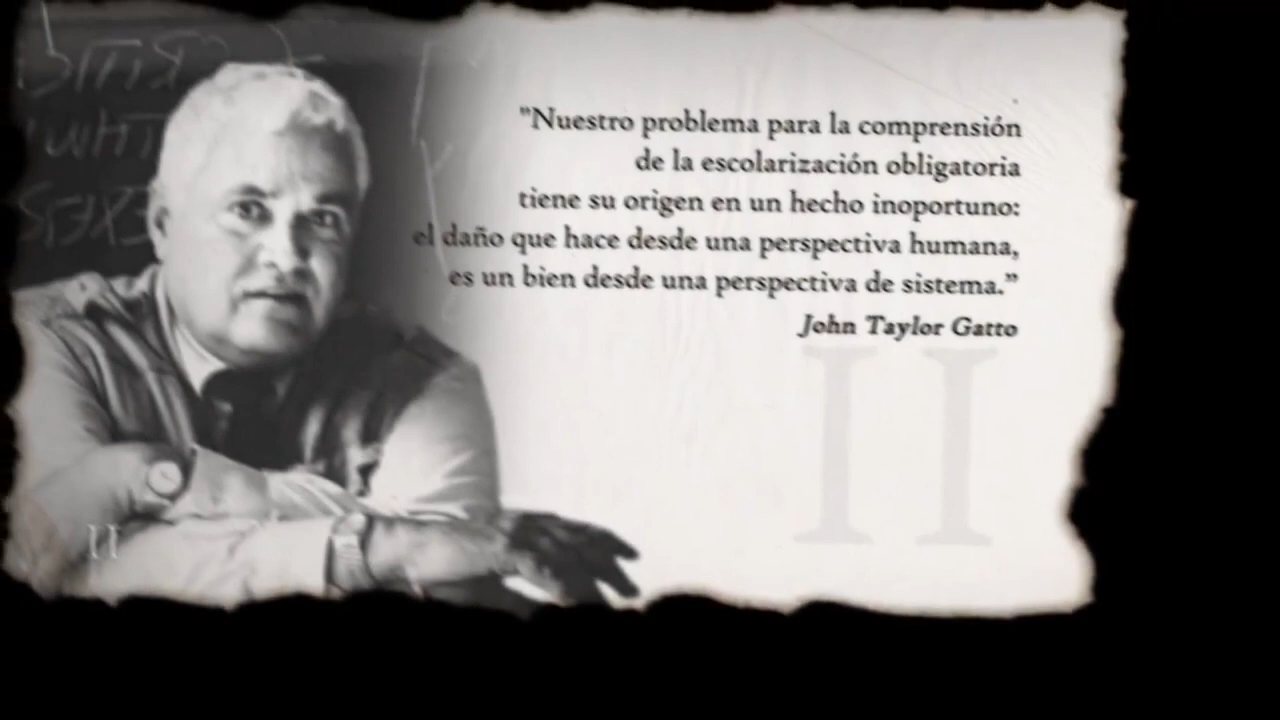 "Nuestro problema para la comprensión
de la escolarización obligatoria
tiene su origen en un hecho inoportuno:
el daño que hace desde una perspectiva humana,
es un bien desde una perspectiva de sistema.”
John Taylor Gatto
II
II